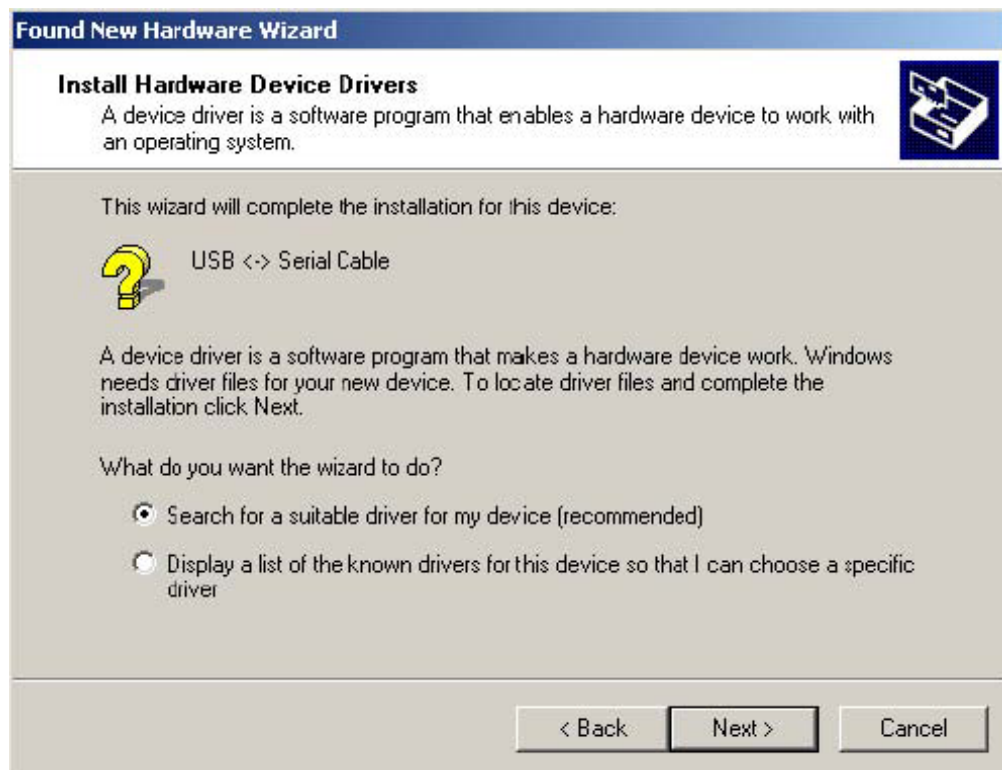 Found New Hardware Wizard
Install Hardware Device Drivers
A device driver is a software program that enables a hardware device to work with
an operating system.
This wizard will complete the installation for this device:
USB <-> Serial Cable
A device driver is a software program that makes a hardware device work. Windows
needs driver files for your new device. To locate driver files and complete the
installation click Next.
What do you want the wizard to do?
Search for a suitable driver for my device (recommended)
Display a list of the known drivers for this device so that I can choose a specific
driver
< Back Next > Cancel